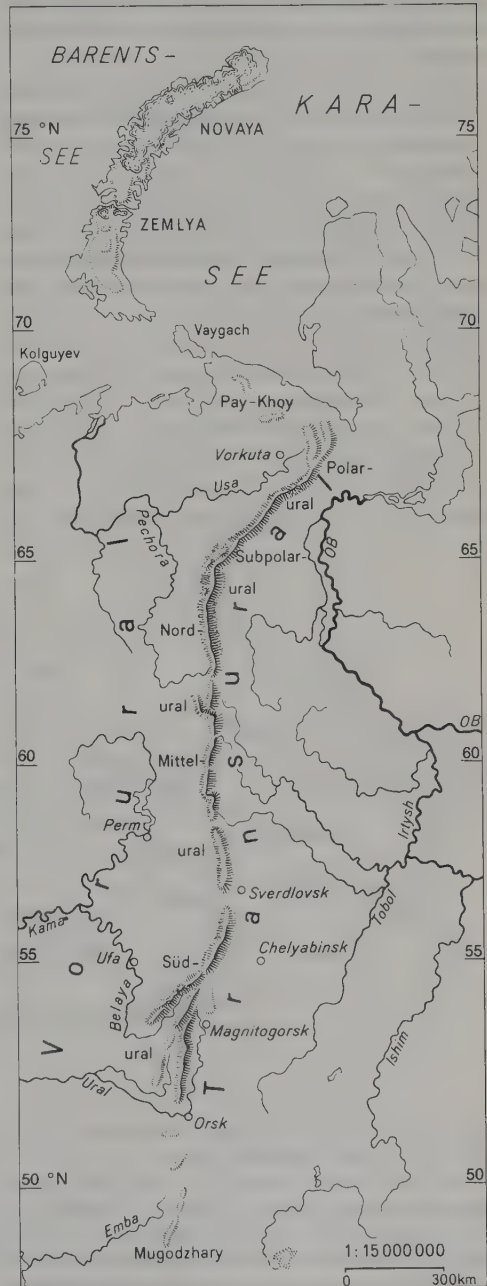 BARENTS-
KARA-
75 °N
75
SEE
NOVAYA
ZEMLYA
SEE
70
70
Vaygach
Kolguyev
Pay-Khoy
Vorkuta
Polar-
Usa
ural
Pechora
OB
65
65
Subpolar-
ural
Nord-
ural
OB
60
60
Mittel-
Irtysh
Perm
ural
Sverdlovsk
Tobol
Kama
55
55
Ufa
Süd-
Chelyabinsk
Belaya
Magnitogorsk
Ishim
ural
Ural
Orsk
50 °N
50
Emba
Mugodzhary
1:15 000 000
0 300km
Vorural
Transural